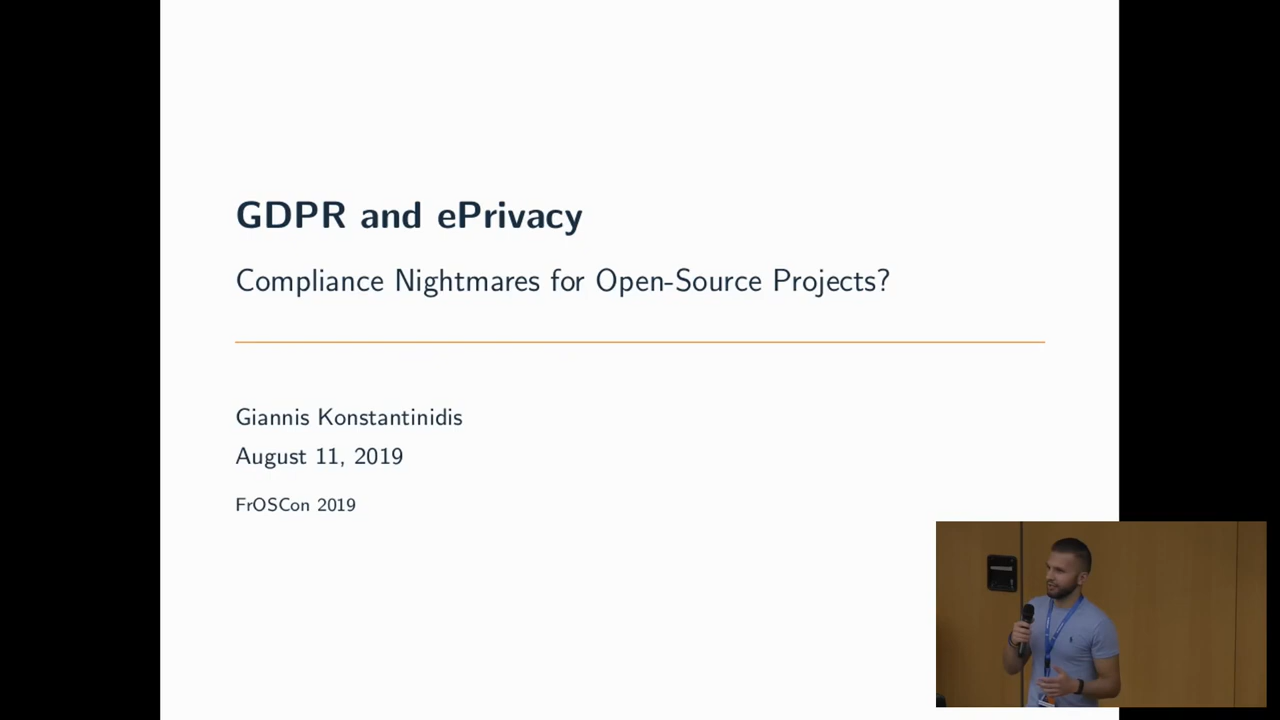 GDPR and ePrivacy
Compliance Nightmares for Open-Source Projects?
Giannis Konstantinidis
August 11, 2019
FrOSCon 2019